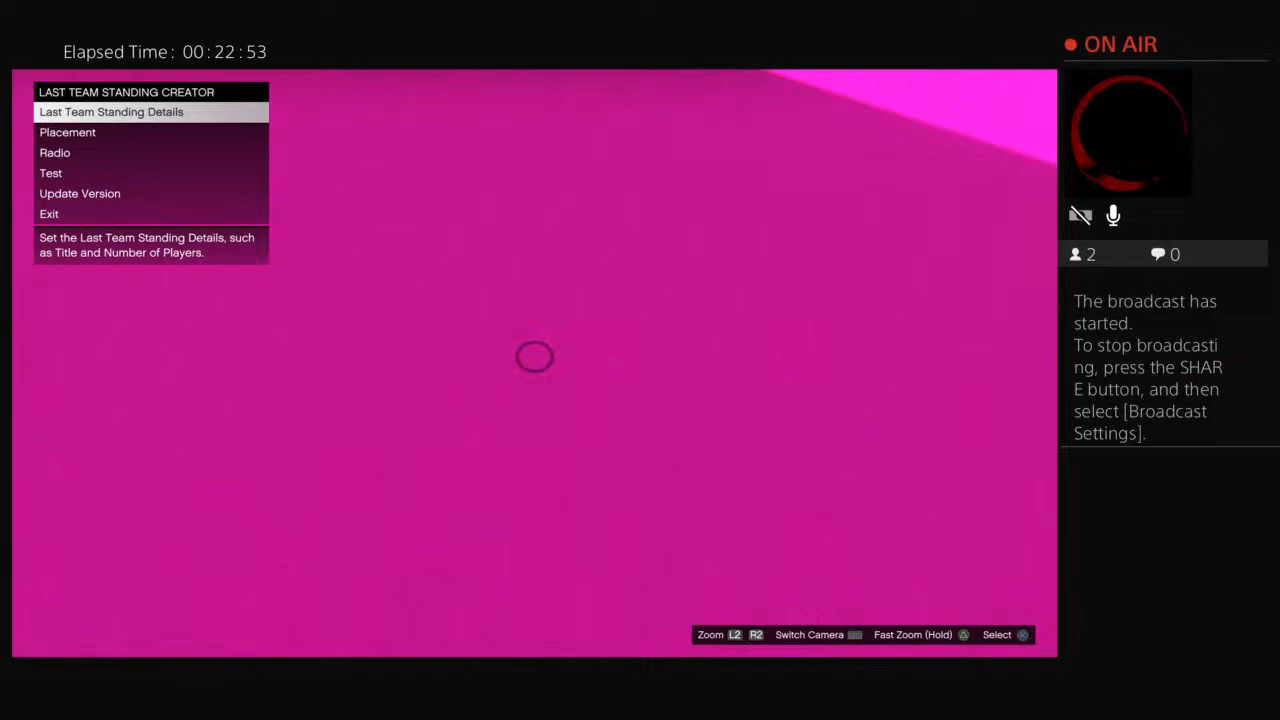 Elapsed Time: 00:22:53
ON AIR
LAST TEAM STANDING CREATOR
Last Team Standing Details
Placement
Radio
Test
Update Version
Exit
Set the Last Team Standing Details, such
as Title and Number of Players.
2 0
The broadcast has
started.
To stop broadcasti
ng, press the SHAR
E button, and then
select [Broadcast
Settings].
Zoom L2 R2 Switch Camera Fast Zoom (Hold) Select